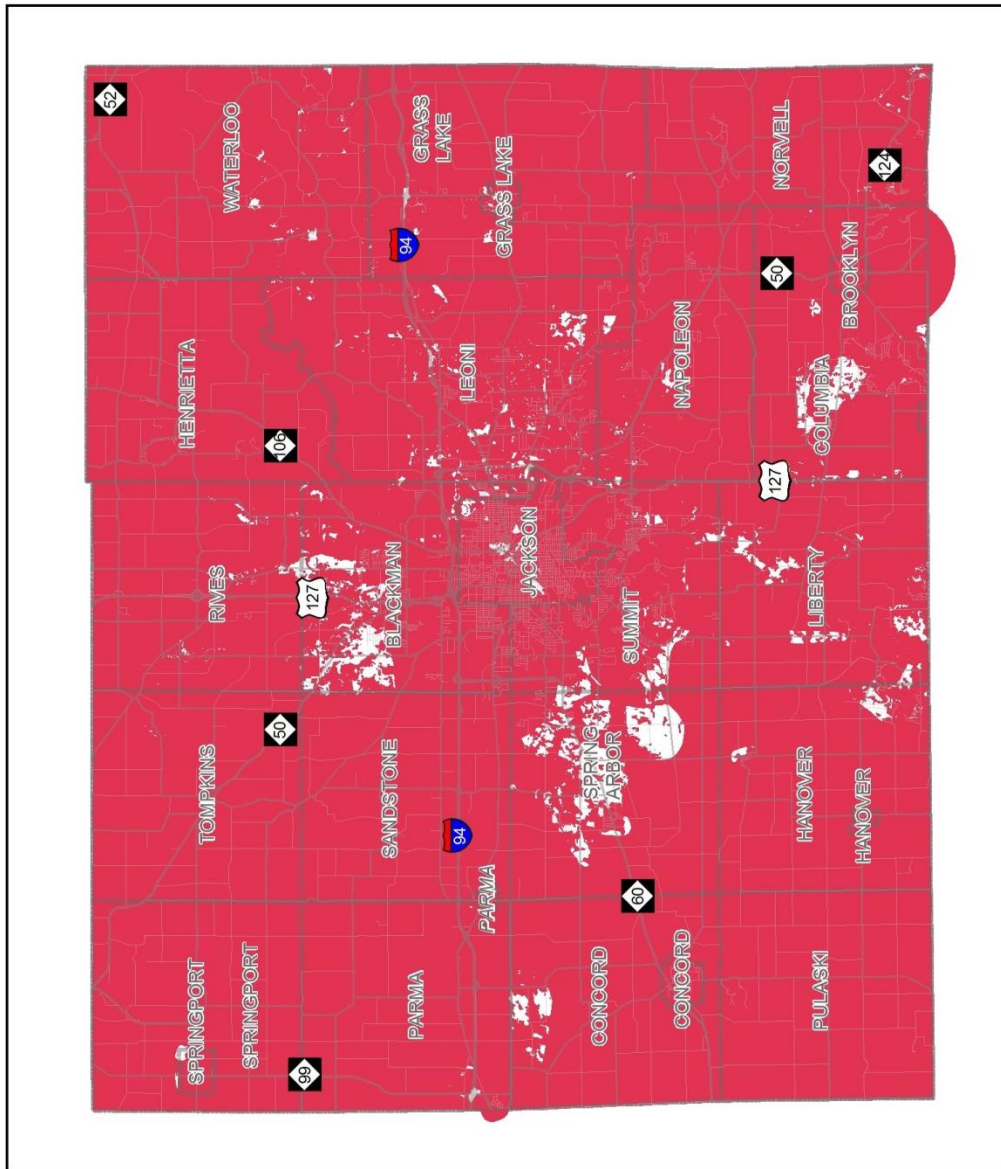 52
SPRINGPORT
TOMPKINS
RIVES
HENRIETTA
WATERLOO
SPRINGPORT
99
50
127
106
PARMA
SANDSTONE
BLACKMAN
94
GRASS
LAKE
94
LEONI
PARMA
GRASS LAKE
JACKSON
CONCORD
SPRING
ARBOR
SUMMIT
60
CONCORD
NAPOLEON
127
50
NORVELL
PULASKI
HANOVER
LIBERTY
COLUMBIA
BROOKLYN
HANOVER
124